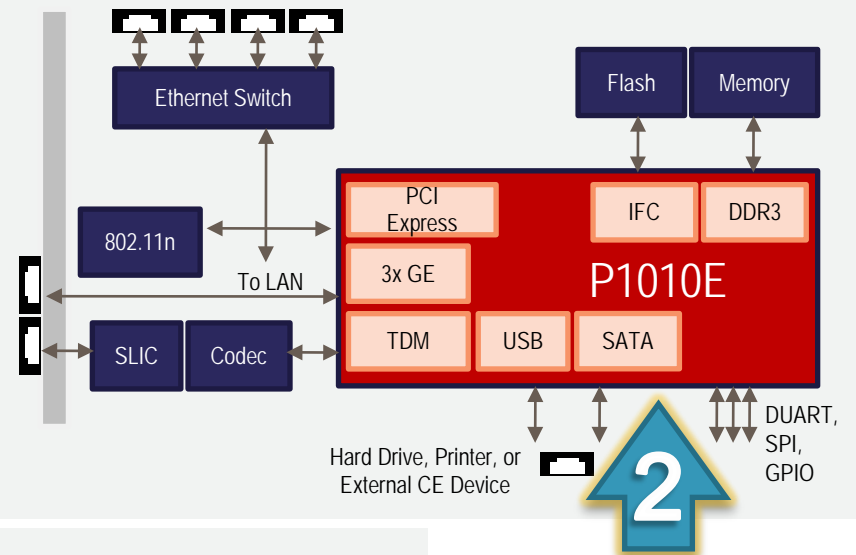 Ethernet Switch
Flash
Memory
PCI
Express
IFC
DDR3
802.11n
3x GE
P1010E
To LAN
TDM
USB
SATA
SLIC
Codec
DUART,
SPI,
GPIO
Hard Drive, Printer, or
External CE Device
2